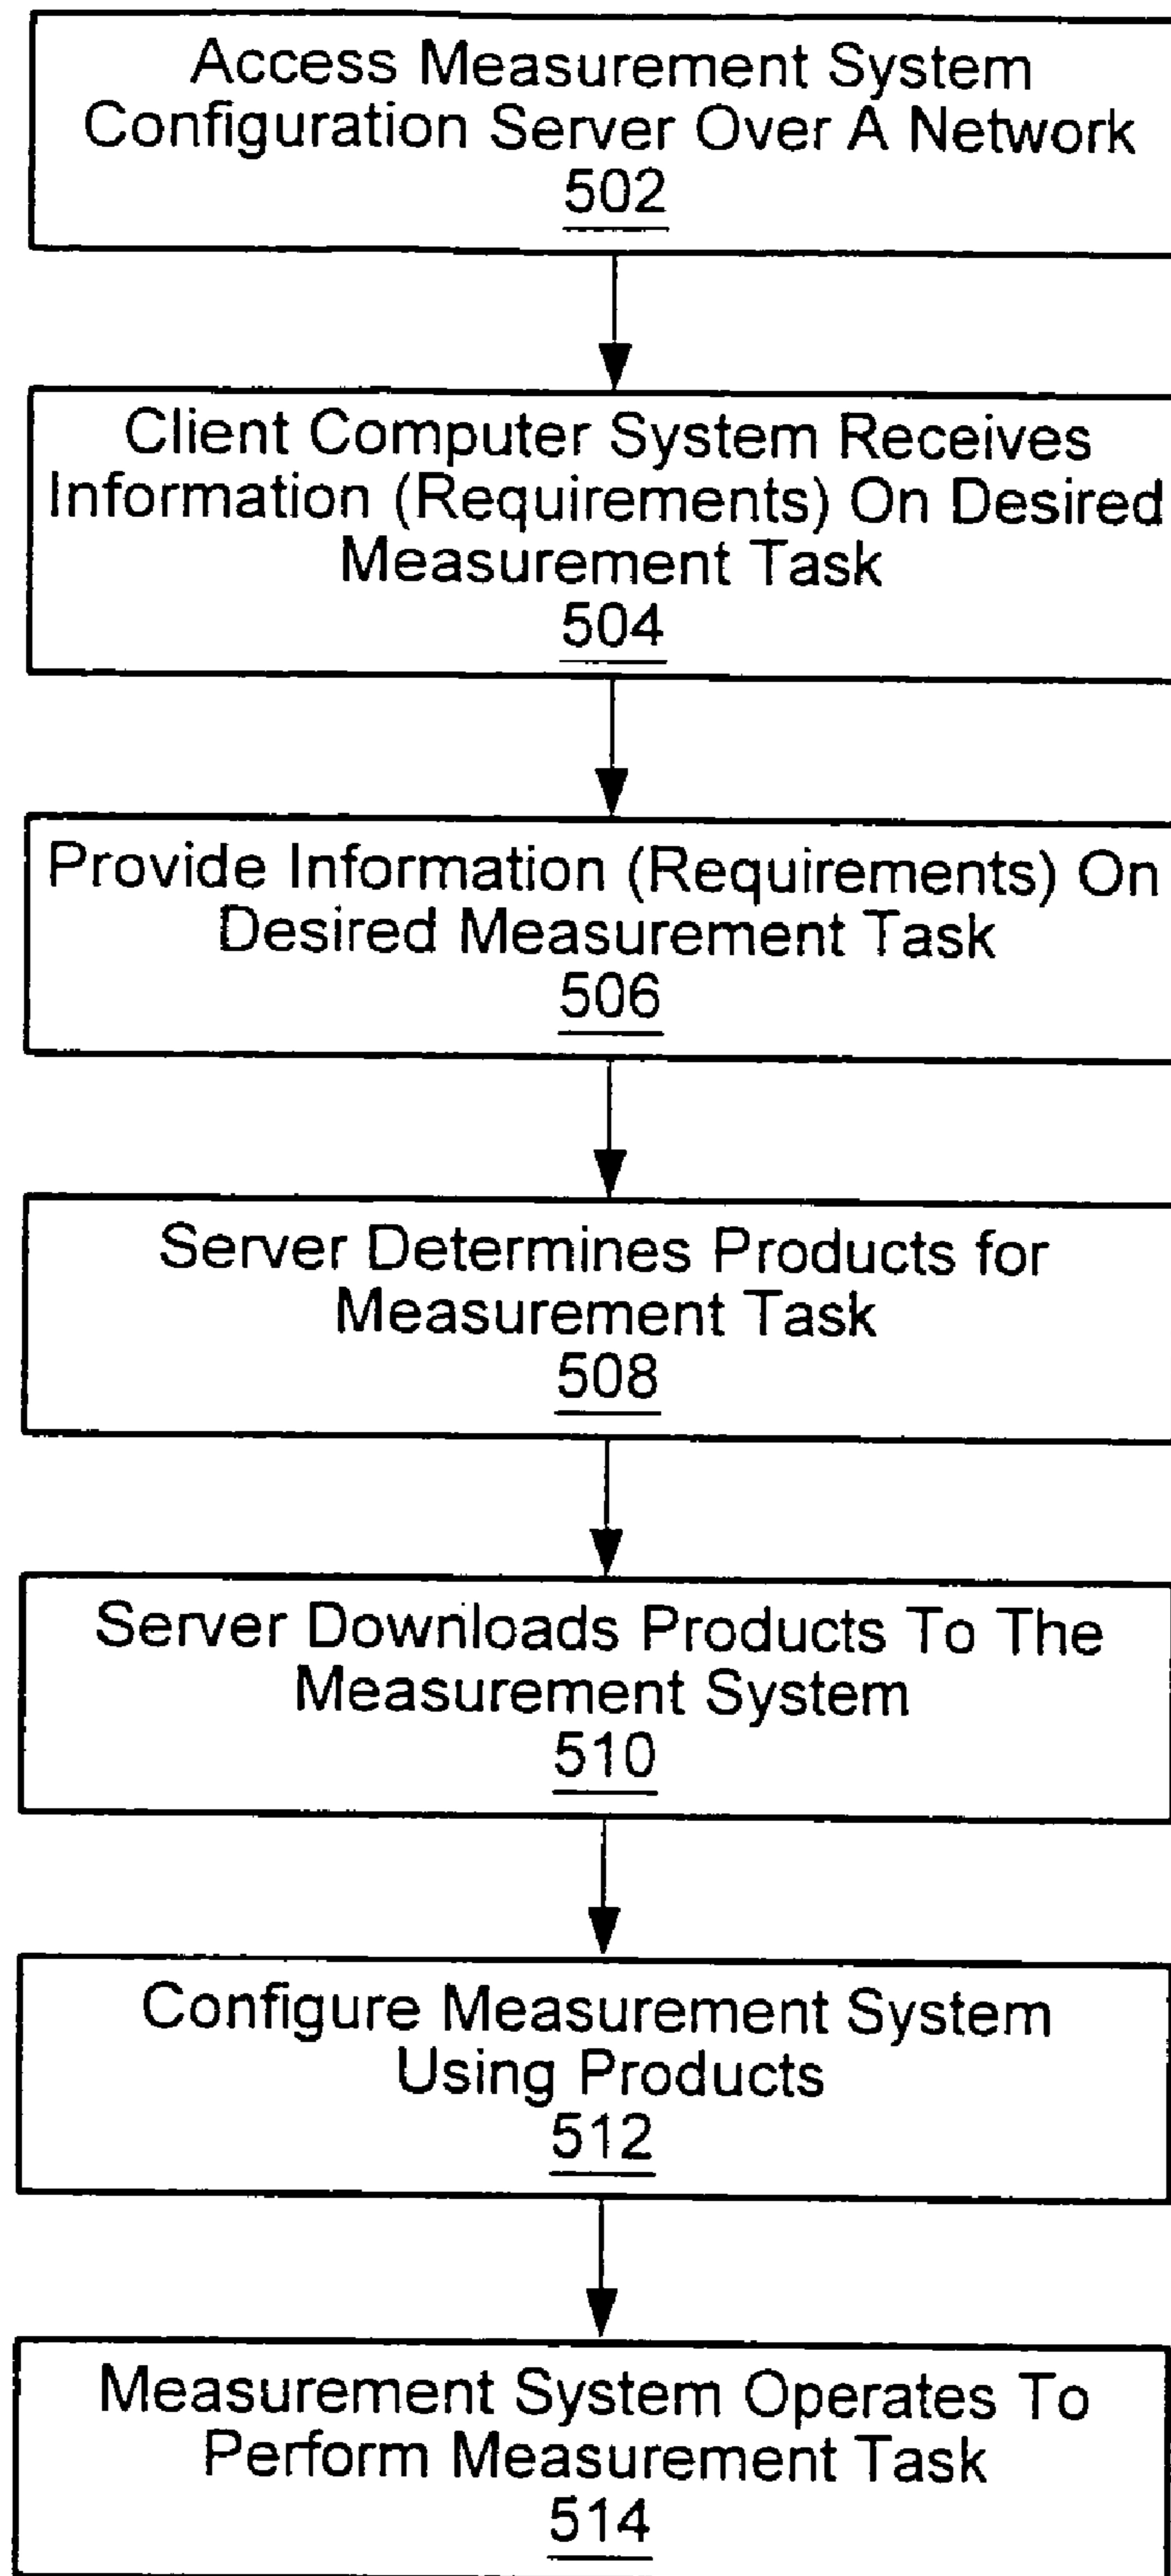 Access Measurement System
Configuration Server Over A Network
502
Client Computer System Receives
Information (Requirements) On Desired
Measurement Task
504
Provide Information (Requirements) On
Desired Measurement Task
506
Server Determines Products for
Measurement Task
508
Server Downloads Products To The
Measurement System
510
Configure Measurement System
Using Products
512
Measurement System Operates To
Perform Measurement Task
514